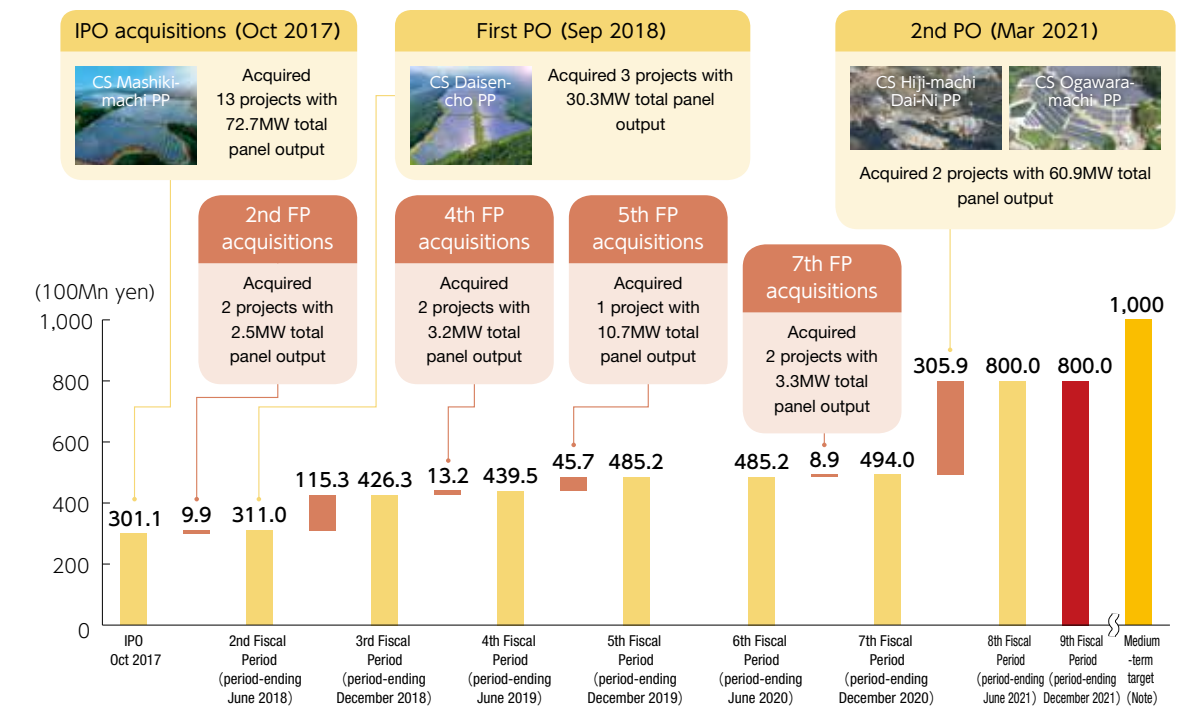 IPO acquisitions (Oct 2017)
CS Mashiki-
machi PP
Acquired
13 projects with
72.7MW total
panel output
First PO (Sep 2018)
CS Daisen-
cho PP
Acquired 3 projects with
30.3MW total panel
output
2nd PO (Mar 2021)
CS Hiji-machi
Dai-Ni PP
CS Ogawara-
machi PP
Acquired 2 projects with 60.9MW total
panel output
2nd FP
acquisitions
Acquired
2 projects with
2.5MW total
panel output
4th FP
acquisitions
Acquired
2 projects with
3.2MW total
panel output
5th FP
acquisitions
Acquired
1 project with
10.7MW total
panel output
7th FP
acquisitions
Acquired
2 projects with
3.3MW total
panel output
(100Mn yen)
1,000
800
600
400
200
0
301.1
9.9
311.0
115.3
426.3
13.2
439.5
45.7
485.2
485.2
8.9
494.0
305.9
800.0
800.0
1,000
IPO
Oct 2017
2nd Fiscal
Period
(period-ending
June 2018)
3rd Fiscal
Period
(period-ending
December 2018)
4th Fiscal
Period
(period-ending
June 2019)
5th Fiscal
Period
(period-ending
December 2019)
6th Fiscal
Period
(period-ending
June 2020)
7th Fiscal
Period
(period-ending
December 2020)
8th Fiscal
Period
(period-ending
June 2021)
9th Fiscal
Period
(period-ending
December 2021)
Medium
-term
target
(Note)